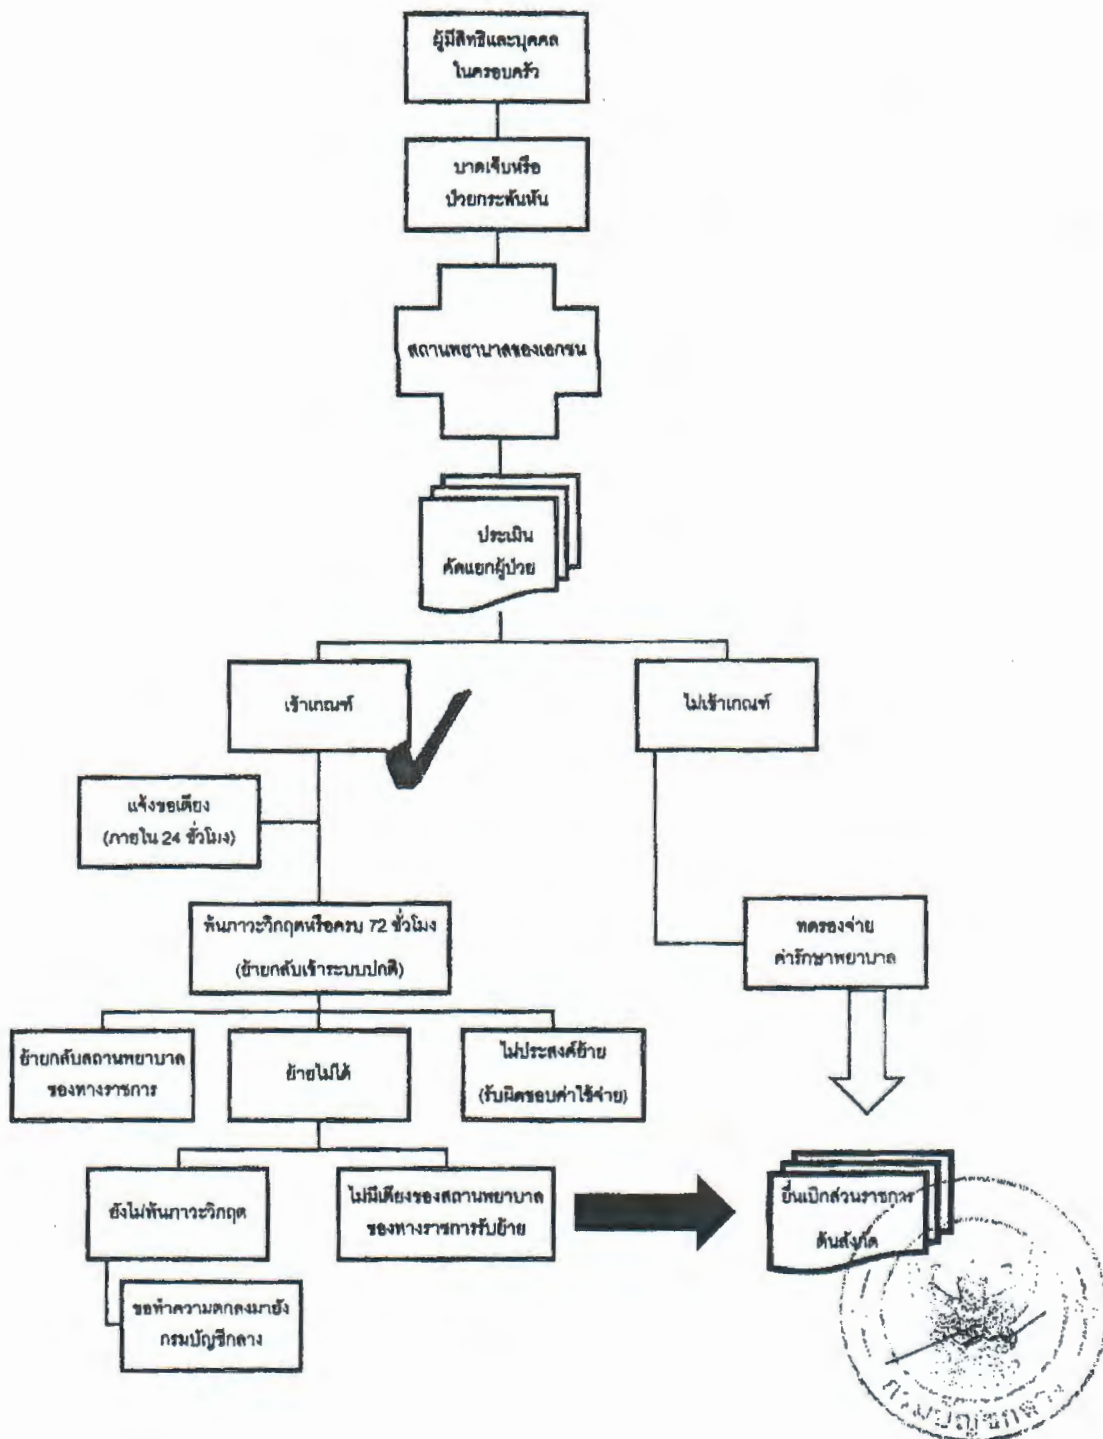 ผู้มีสิทธิและบุคคล
ในครอบครัว
บาดเจ็บหรือ
ป่วยกระทันหัน
สถานพยาบาลของเอกชน
ประเมิน
คัดแยกผู้ป่วย
เข้าเกณฑ์
ไม่เข้าเกณฑ์
แจ้งขอเตียง
(ภายใน 24 ชั่วโมง)
พ้นภาวะวิกฤตหรือครบ 72 ชั่วโมง
(ย้ายกลับเข้าระบบปกติ)
ทดรองจ่าย
ค่ารักษาพยาบาล
ย้ายกลับสถานพยาบาล
ของทางราชการ
ย้ายไม่ได้
ไม่ประสงค์ย้าย
(รับผิดชอบค่าใช้จ่าย)
ยังไม่พ้นภาวะวิกฤต
ไม่มีเตียงของสถานพยาบาล
ของทางราชการรับย้าย
ยื่นเบิกส่วนราชการ
ต้นสังกัด
ขอทำความตกลงมายัง
กรมบัญชีกลาง
กรมบัญชีกลาง